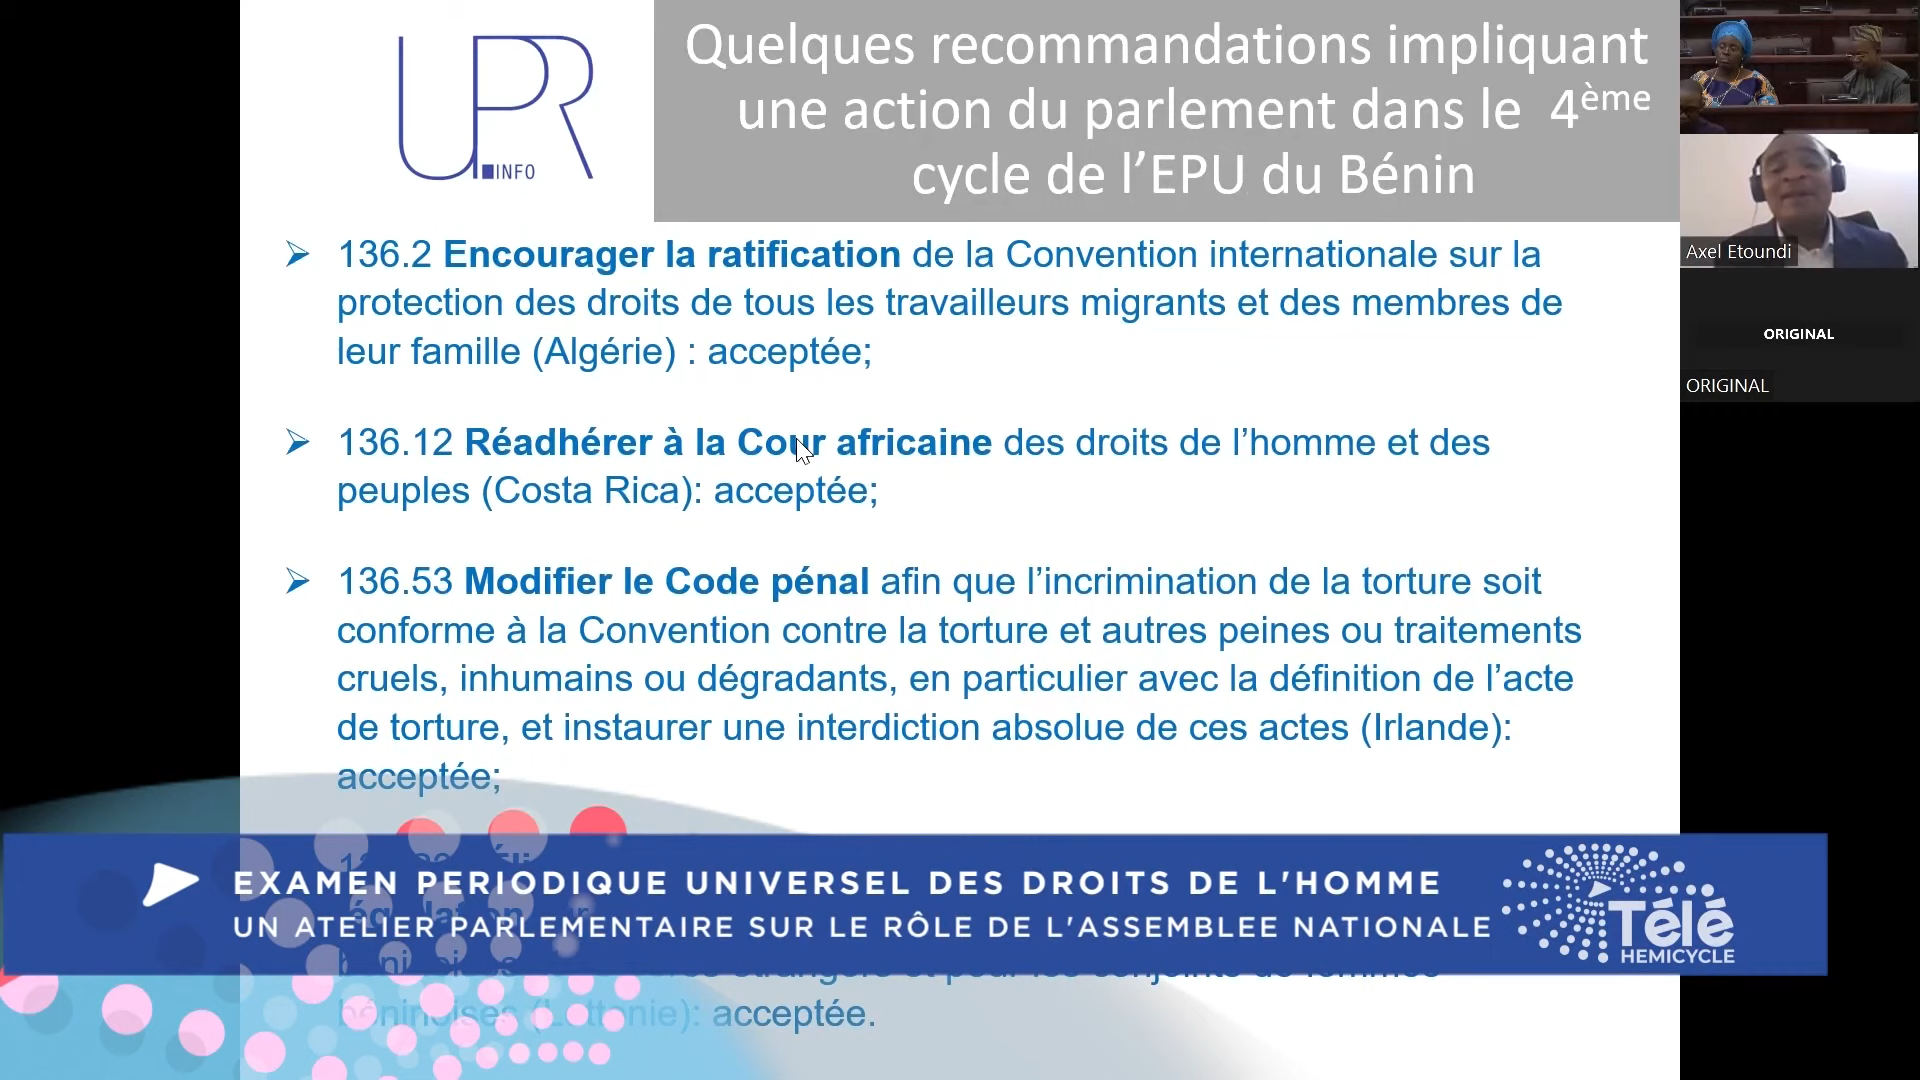 UPR
.INFO
Quelques recommandations impliquant
une action du parlement dans le 4ème
cycle de l’EPU du Bénin
➢ 136.2 Encourager la ratification de la Convention internationale sur la
protection des droits de tous les travailleurs migrants et des membres de
leur famille (Algérie) : acceptée;
➢ 136.12 Réadhérer à la Cour africaine des droits de l’homme et des
peuples (Costa Rica): acceptée;
➢ 136.53 Modifier le Code pénal afin que l’incrimination de la torture soit
conforme à la Convention contre la torture et autres peines ou traitements
cruels, inhumains ou dégradants, en particulier avec la définition de l’acte
de torture, et instaurer une interdiction absolue de ces actes (Irlande):
acceptée;
béninoises (Lettonie): acceptée.
EXAMEN PERIODIQUE UNIVERSEL DES DROITS DE L'HOMME
UN ATELIER PARLEMENTAIRE SUR LE RÔLE DE L'ASSEMBLEE NATIONALE
Télé
HEMICYCLE
Axel Etoundi
ORIGINAL
ORIGINAL